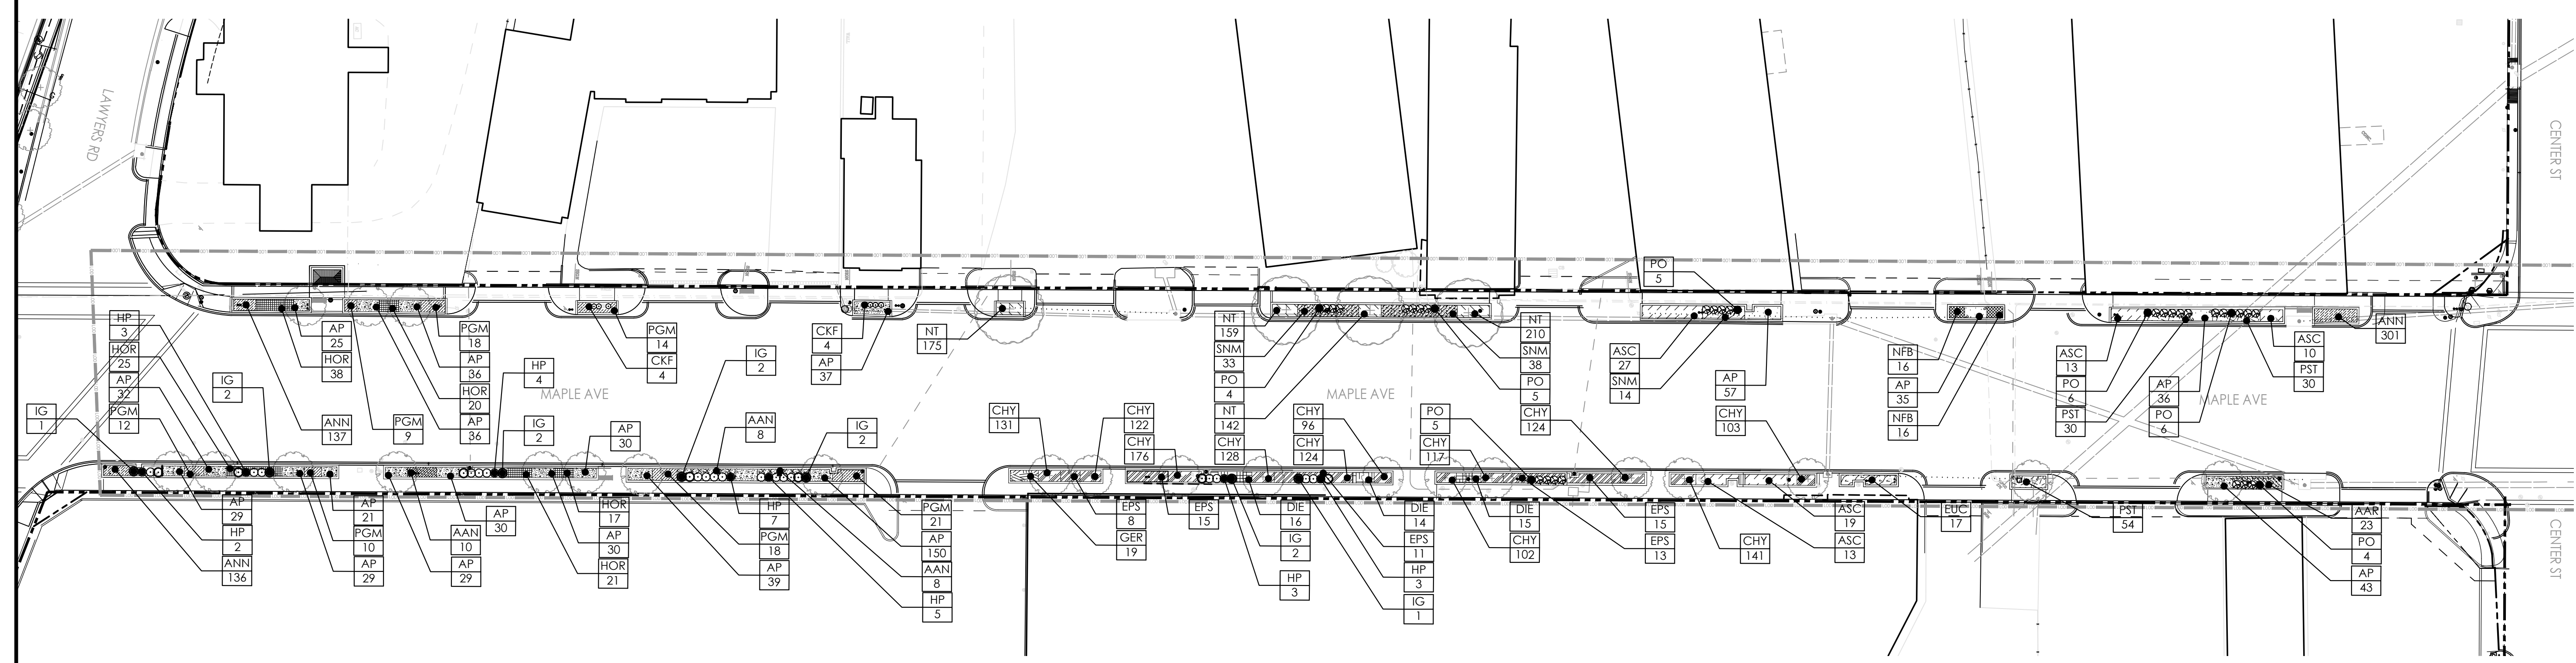 LAWYERS RD
CENTER ST
PO
5
HP
3
HOR
25
AP
32
PGM
12
IG
1
IG
2
AP
25
HOR
38
ANN
137
PGM
9
PGM
18
AP
36
HOR
20
AP
36
HP
4
IG
2
AP
30
MAPLE AVE
PGM
14
CKF
4
IG
2
AAN
8
CKF
4
AP
37
IG
2
NT
175
CHY
131
CHY
122
CHY
176
NT
159
SNM
33
PO
4
NT
142
CHY
128
CHY
96
CHY
124
MAPLE AVE
PO
5
CHY
117
NT
210
SNM
38
PO
5
CHY
124
ASC
27
SNM
14
AP
57
CHY
103
NFB
16
AP
35
NFB
16
ASC
13
PO
6
PST
30
AP
36
PO
6
MAPLE AVE
ASC
10
PST
30
ANN
301
AP
29
HP
2
ANN
136
AP
21
PGM
10
AP
29
AP
30
AAN
10
AP
29
HOR
17
AP
30
HOR
21
HP
7
PGM
18
AP
39
PGM
21
AP
150
AAN
8
HP
5
EPS
8
GER
19
EPS
15
DIE
16
IG
2
HP
3
DIE
14
EPS
11
HP
3
IG
1
DIE
15
CHY
102
EPS
15
EPS
13
CHY
141
ASC
19
ASC
13
EUC
17
PST
54
AAR
23
PO
4
AP
43
CENTER ST